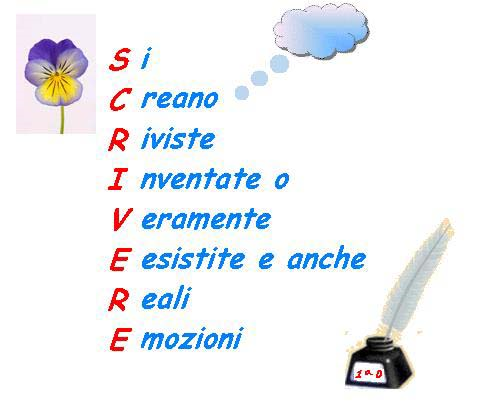 S i
C reano
R iviste
I nventate o
V eramente
E esistite e anche
R eali
E mozioni
1ª D